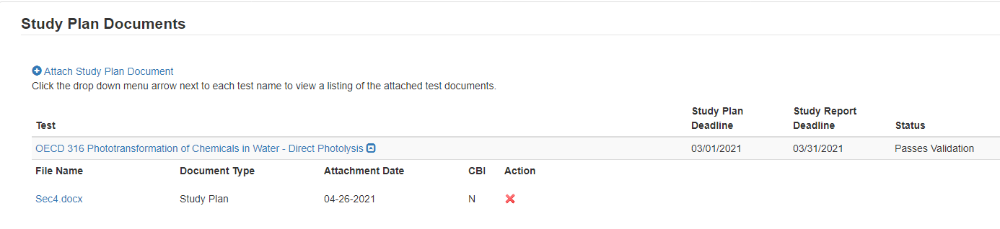 Study Plan Documents
Attach Study Plan Document
Click the drop down menu arrow next to each test name to view a listing of the attached test documents.
Test Study Plan Deadline Study Report Deadline Status
OECD 316 Phototransformation of Chemicals in Water - Direct Photolysis 03/01/2021 03/31/2021 Passes Validation
File Name Document Type Attachment Date CBI Action
Sec4.docx Study Plan 04-26-2021 N